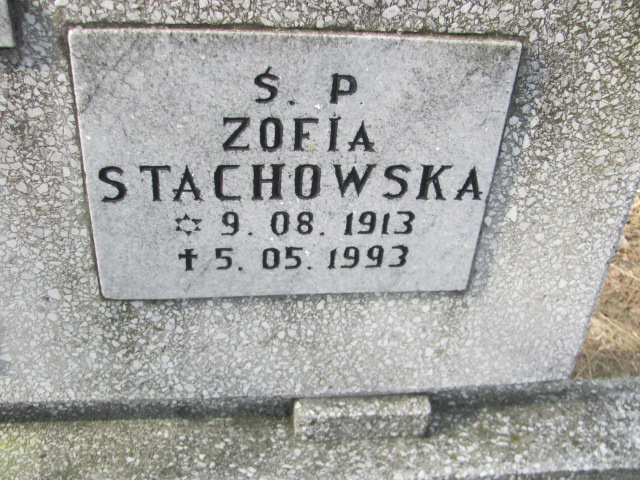 Ś. P
ZOFIA
STACHOWSKA
✡ 9. 08. 1913
✝ 5. 05. 1993